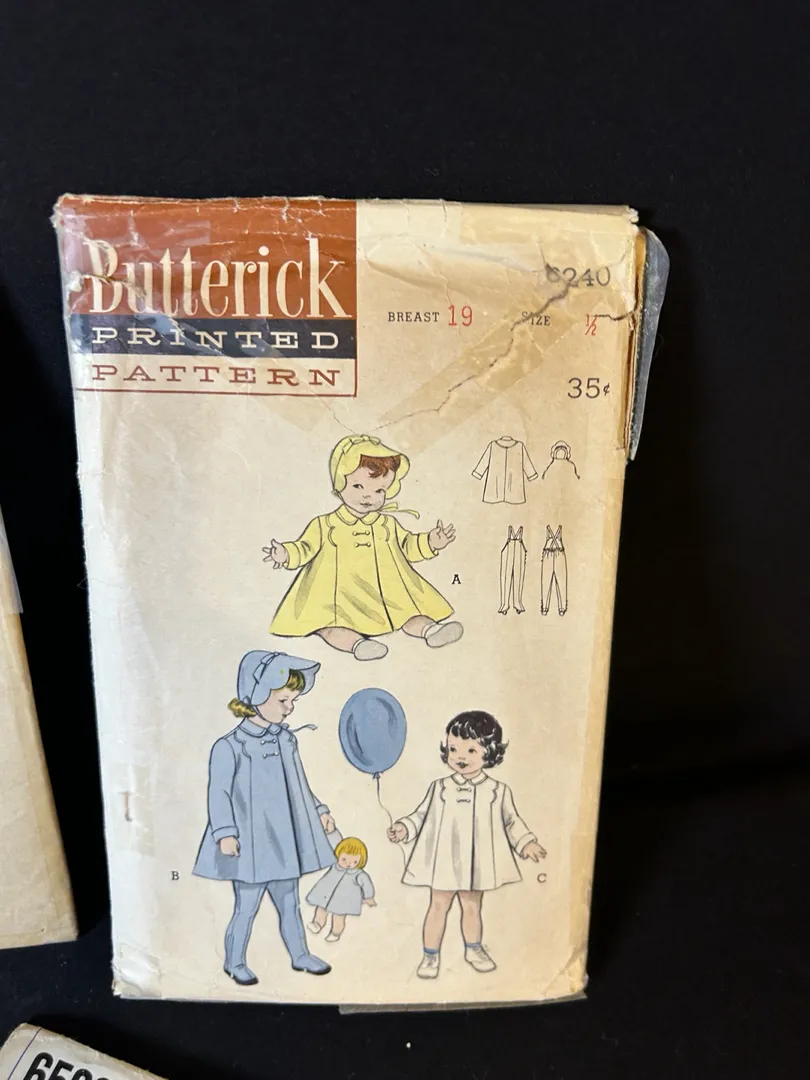 Butterick
PRINTED
PATTERN
6240
BREAST 19 SIZE ½
35¢
A
B
C